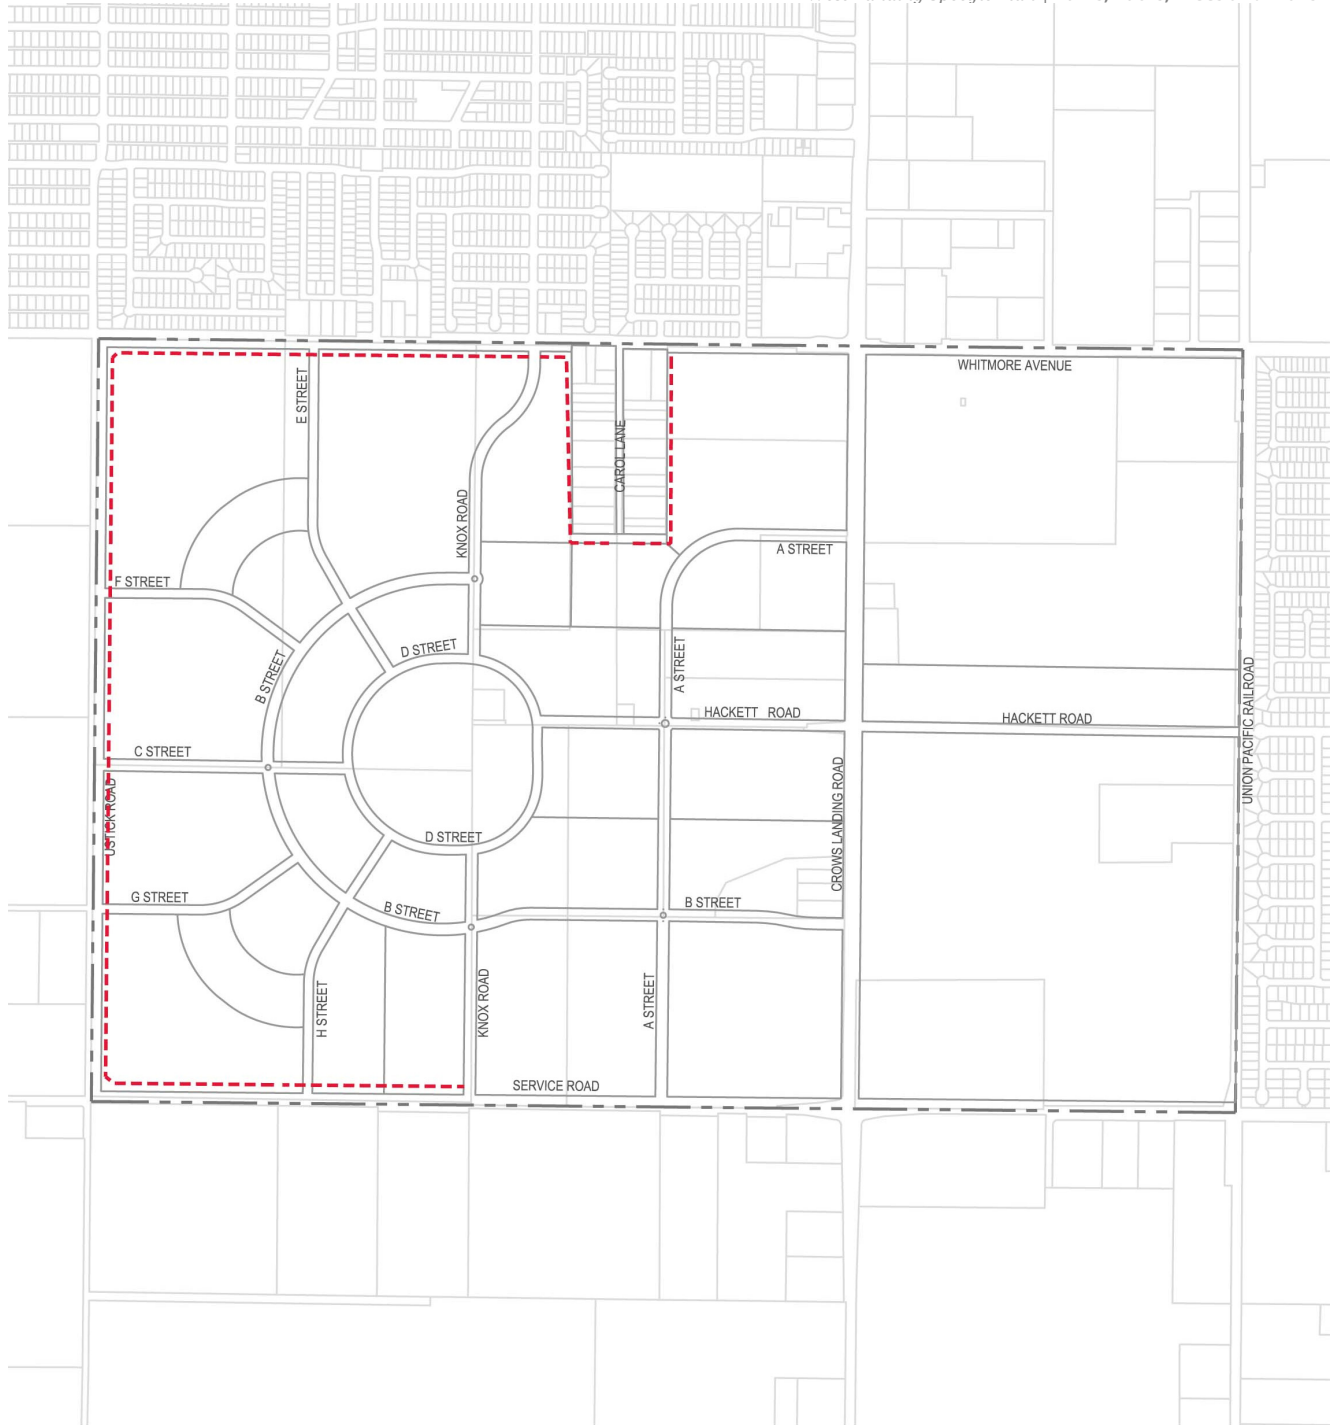 WHITMORE AVENUE
E STREET
CAROL LANE
KNOX ROAD
A STREET
F STREET
D STREET
B STREET
A STREET
HACKETT ROAD
HACKETT ROAD
UNION PACIFIC RAILROAD
C STREET
USTICK ROAD
CROWS LANDING ROAD
D STREET
G STREET
B STREET
B STREET
H STREET
KNOX ROAD
A STREET
SERVICE ROAD